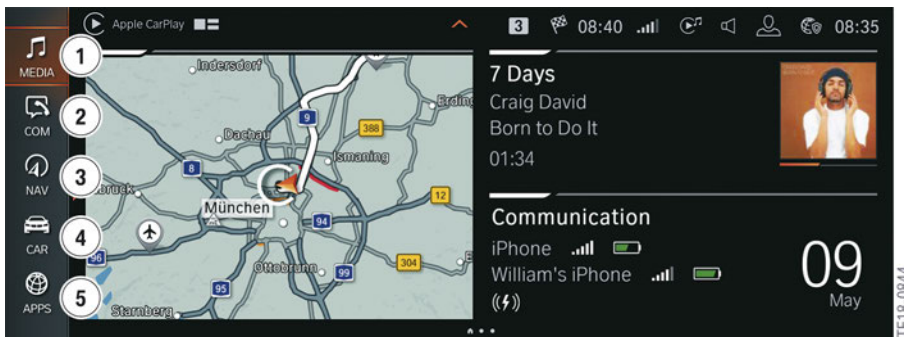 Apple CarPlay
3 08:40 08:35
MEDIA 1
COM 2
NAV 3
CAR 4
APPS 5
Indersdorf
Erding
9
388
Dachau
Ismaning
8
bruck
12
München
94
96
304
Ottobrunn
99
95
Starnberg
7 Days
Craig David
Born to Do It
01:34
Communication
iPhone
William's iPhone
09
May
TE18-0844